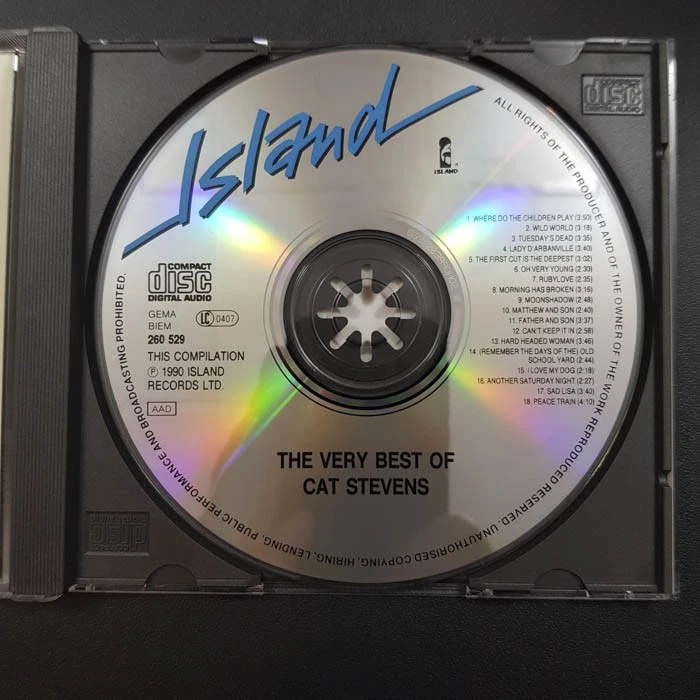 Island
ISLAND
COMPACT
disc
DIGITAL AUDIO
ALL RIGHTS OF THE PRODUCER AND OF THE OWNER OF THE WORK REPRODUCED RESERVED. UNAUTHORISED COPYING, HIRING, LENDING, PUBLIC PERFORMANCE AND BROADCASTING PROHIBITED.
1. WHERE DO THE CHILDREN PLAY (3:50)
2. WILD WORLD (3:18)
3. TUESDAY'S DEAD (3:35)
4. LADY D'ARBANVILLE (3:40)
5. THE FIRST CUT IS THE DEEPEST (3:02)
6. OH VERY YOUNG (2:30)
7. RUBYLOVE (2:35)
8. MORNING HAS BROKEN (3:16)
9. MOONSHADOW (2:48)
10. MATTHEW AND SON (2:40)
11. FATHER AND SON (3:37)
12. CAN'T KEEP IT IN (2:58)
13. HARD HEADED WOMAN (3:46)
14. (REMEMBER THE DAYS OF THE) OLD
SCHOOL YARD (2:44)
15. I LOVE MY DOG (2:18)
16. ANOTHER SATURDAY NIGHT (2:27)
17. SAD LISA (3:40)
18. PEACE TRAIN (4:10)
COMPACT
disc
DIGITAL AUDIO
GEMA
BIEM
LC 0407
260 529
THIS COMPILATION
Ⓟ 1990 ISLAND
RECORDS LTD.
AAD
THE VERY BEST OF
CAT STEVENS